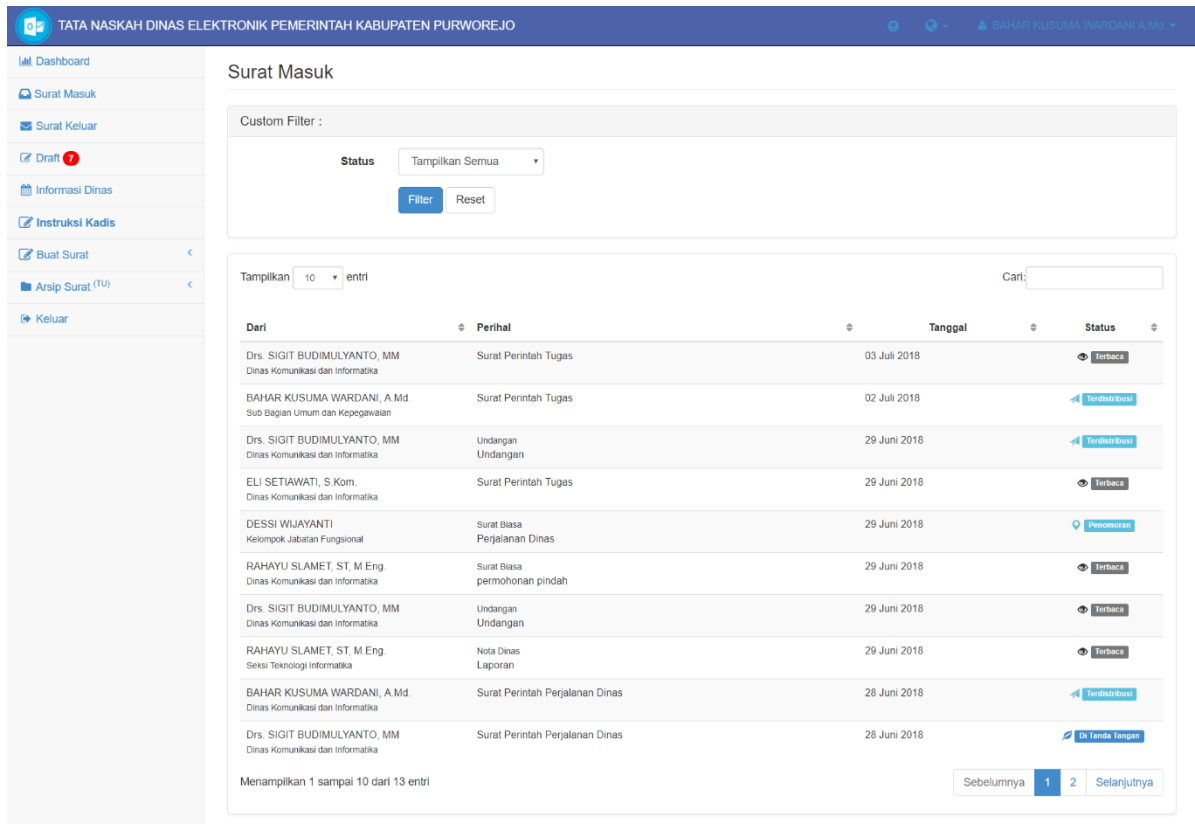 TATA NASKAH DINAS ELEKTRONIK PEMERINTAH KABUPATEN PURWOREJO
BAHAR KUSUMA WARDANI A.Md.
Dashboard
Surat Masuk
Surat Keluar
Draft 7
Informasi Dinas
Instruksi Kadis
Buat Surat
Arsip Surat (TU)
Keluar
Surat Masuk
Custom Filter :
Status Tampilkan Semua
Filter Reset
Tampilkan 10 entri Cari:
Dari Perihal Tanggal Status
Drs. SIGIT BUDIMULYANTO, MM Surat Perintah Tugas 03 Juli 2018 Terbaca
Dinas Komunikasi dan Informatika
BAHAR KUSUMA WARDANI, A.Md. Surat Perintah Tugas 02 Juli 2018 Terdistribusi
Sub Bagian Umum dan Kepegawaian
Drs. SIGIT BUDIMULYANTO, MM Undangan 29 Juni 2018 Terdistribusi
Dinas Komunikasi dan Informatika Undangan
ELI SETIAWATI, S.Kom. Surat Perintah Tugas 29 Juni 2018 Terbaca
Dinas Komunikasi dan Informatika
DESSI WIJAYANTI Surat Biasa 29 Juni 2018 Penomoran
Kelompok Jabatan Fungsional Perjalanan Dinas
RAHAYU SLAMET, ST, M.Eng. Surat Biasa 29 Juni 2018 Terbaca
Dinas Komunikasi dan Informatika permohonan pindah
Drs. SIGIT BUDIMULYANTO, MM Undangan 29 Juni 2018 Terbaca
Dinas Komunikasi dan Informatika Undangan
RAHAYU SLAMET, ST, M.Eng. Nota Dinas 29 Juni 2018 Terbaca
Seksi Teknologi Informatika Laporan
BAHAR KUSUMA WARDANI, A.Md. Surat Perintah Perjalanan Dinas 28 Juni 2018 Terdistribusi
Dinas Komunikasi dan Informatika
Drs. SIGIT BUDIMULYANTO, MM Surat Perintah Perjalanan Dinas 28 Juni 2018 Di Tanda Tangan
Dinas Komunikasi dan Informatika
Menampilkan 1 sampai 10 dari 13 entri Sebelumnya 1 2 Selanjutnya